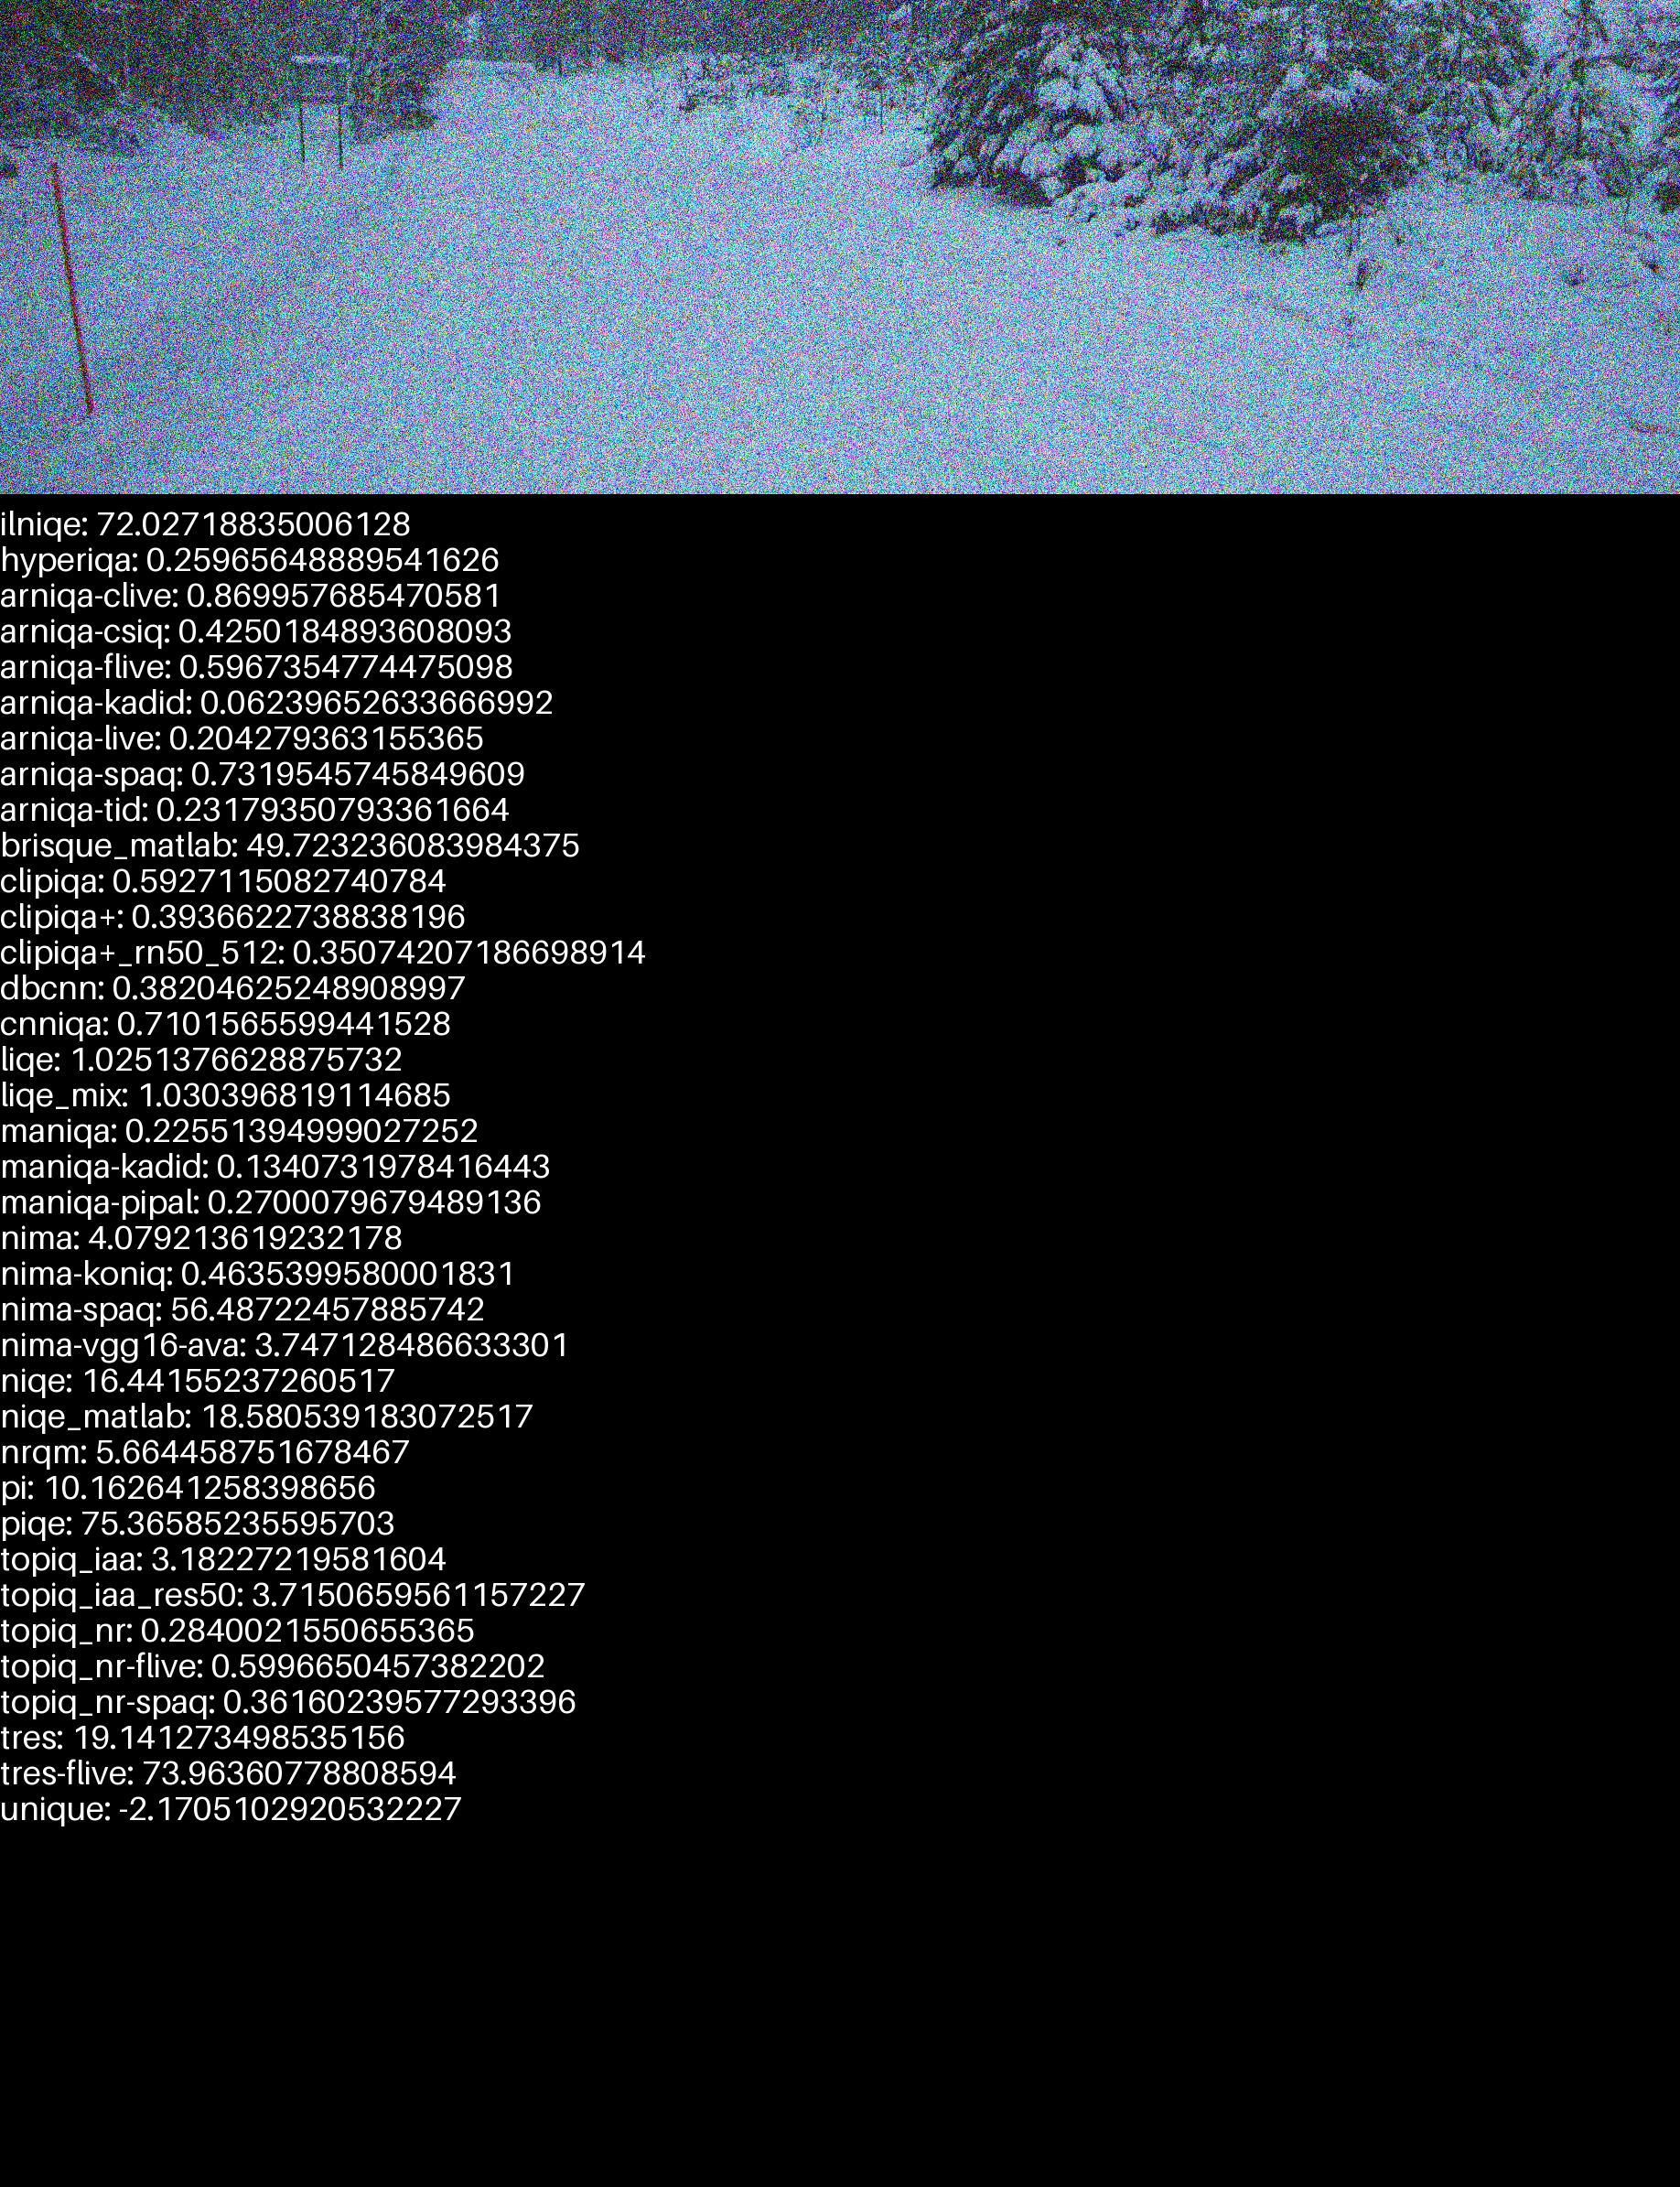 ilniqe: 72.02718835006128
hyperiqa: 0.25965648889541626
arniqa-clive: 0.869957685470581
arniqa-csiq: 0.4250184893608093
arniqa-flive: 0.5967354774475098
arniqa-kadid: 0.06239652633666992
arniqa-live: 0.204279363155365
arniqa-spaq: 0.7319545745849609
arniqa-tid: 0.23179350793361664
brisque_matlab: 49.723236083984375
clipiqa: 0.5927115082740784
clipiqa+: 0.3936622738838196
clipiqa+_rn50_512: 0.35074207186698914
dbcnn: 0.38204625248908997
cnniqa: 0.7101565599441528
liqe: 1.0251376628875732
liqe_mix: 1.030396819114685
maniqa: 0.22551394999027252
maniqa-kadid: 0.1340731978416443
maniqa-pipal: 0.2700079679489136
nima: 4.079213619232178
nima-koniq: 0.4635399580001831
nima-spaq: 56.48722457885742
nima-vgg16-ava: 3.747128486633301
niqe: 16.44155237260517
niqe_matlab: 18.580539183072517
nrqm: 5.664458751678467
pi: 10.162641258398656
piqe: 75.36585235595703
topiq_iaa: 3.18227219581604
topiq_iaa_res50: 3.7150659561157227
topiq_nr: 0.2840021550655365
topiq_nr-flive: 0.5996650457382202
topiq_nr-spaq: 0.36160239577293396
tres: 19.141273498535156
tres-flive: 73.96360778808594
unique: -2.1705102920532227